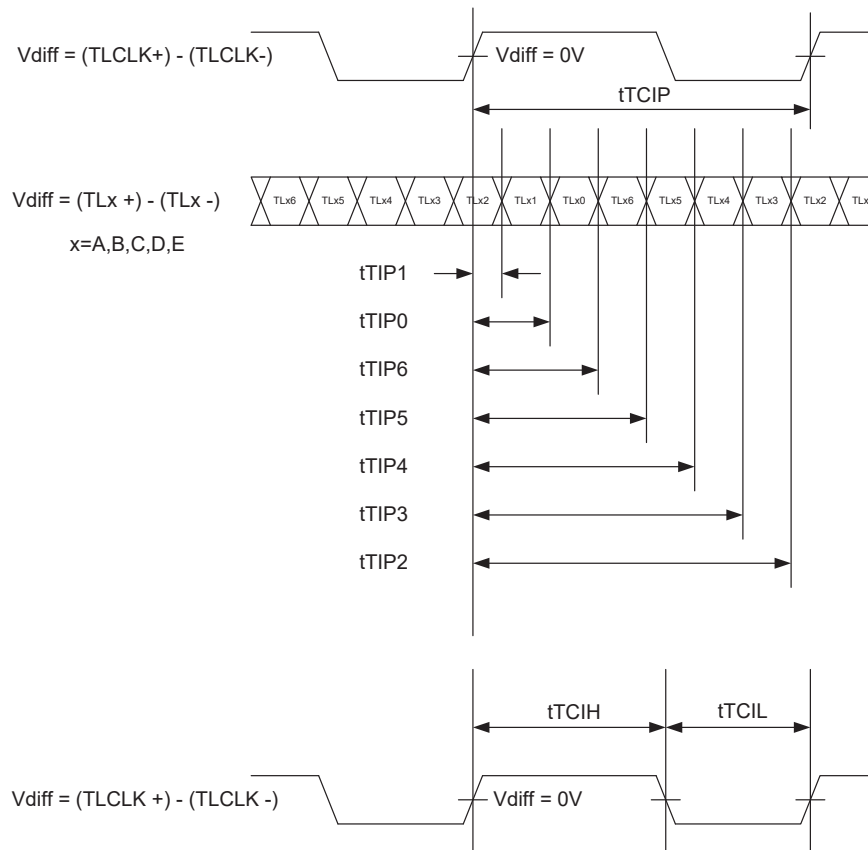 Vdiff = (TLCLK+) - (TLCLK-)
Vdiff = 0V
tTCIP
Vdiff = (TLx +) - (TLx -)
TLx6 TLx5 TLx4 TLx3 TLx2 TLx1 TLx0 TLx6 TLx5 TLx4 TLx3 TLx2 TLx
x=A,B,C,D,E
tTIP1
tTIP0
tTIP6
tTIP5
tTIP4
tTIP3
tTIP2
tTCIH tTCIL
Vdiff = (TLCLK +) - (TLCLK -)
Vdiff = 0V